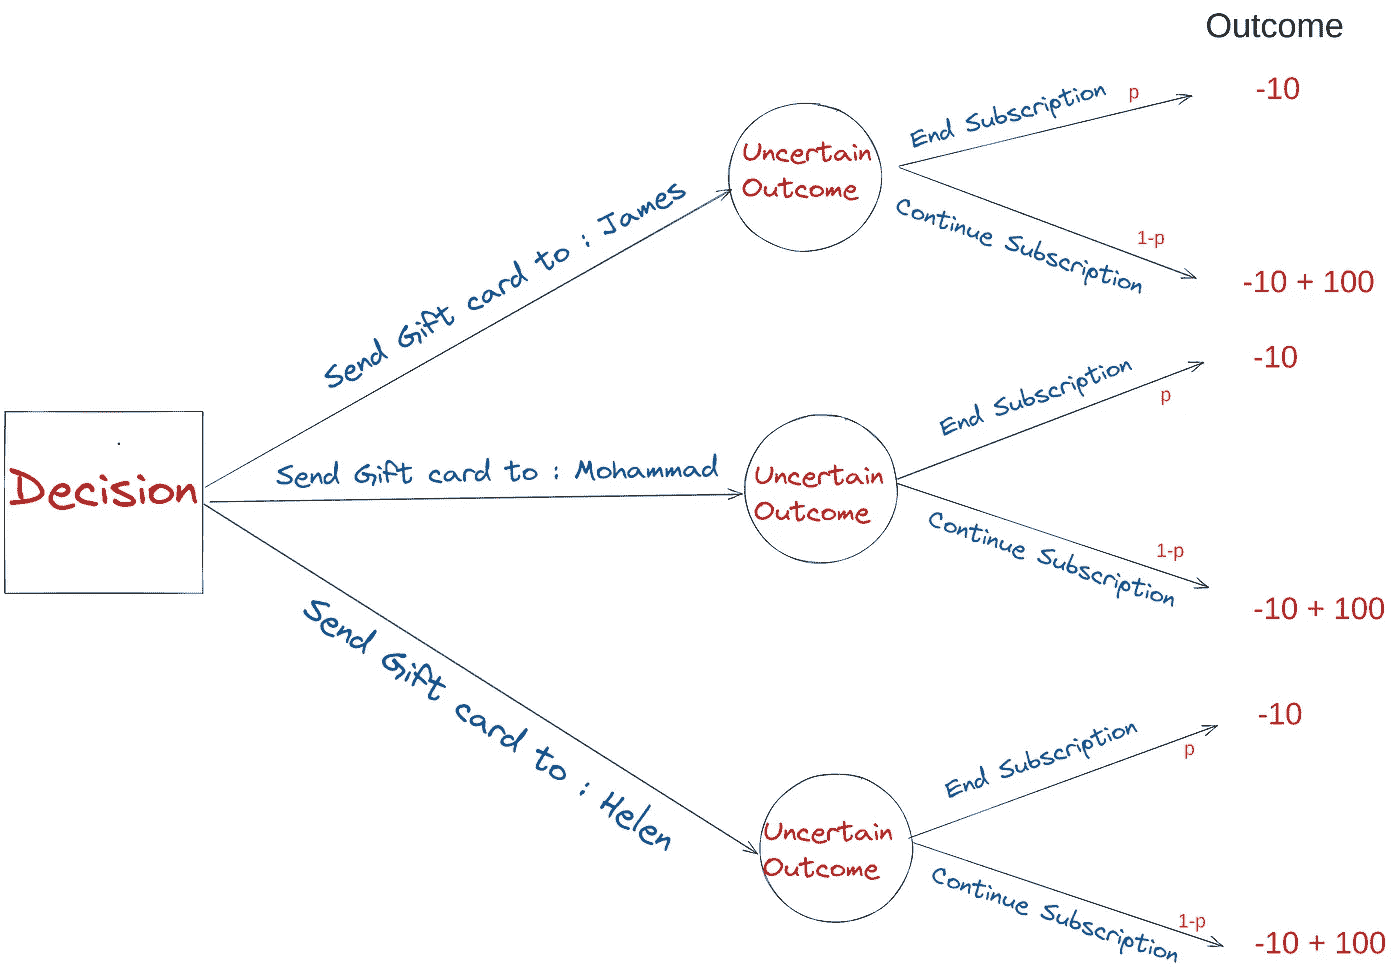 Outcome
End Subscription p
-10
Uncertain
Outcome
Send Gift card to : James
Continue Subscription
1-p
-10 + 100
End Subscription
p
-10
Decision
Send Gift card to : Mohammad
Uncertain
Outcome
Continue Subscription
1-p
-10 + 100
Send Gift card to : Helen
End Subscription
p
-10
Uncertain
Outcome
Continue Subscription
1-p
-10 + 100